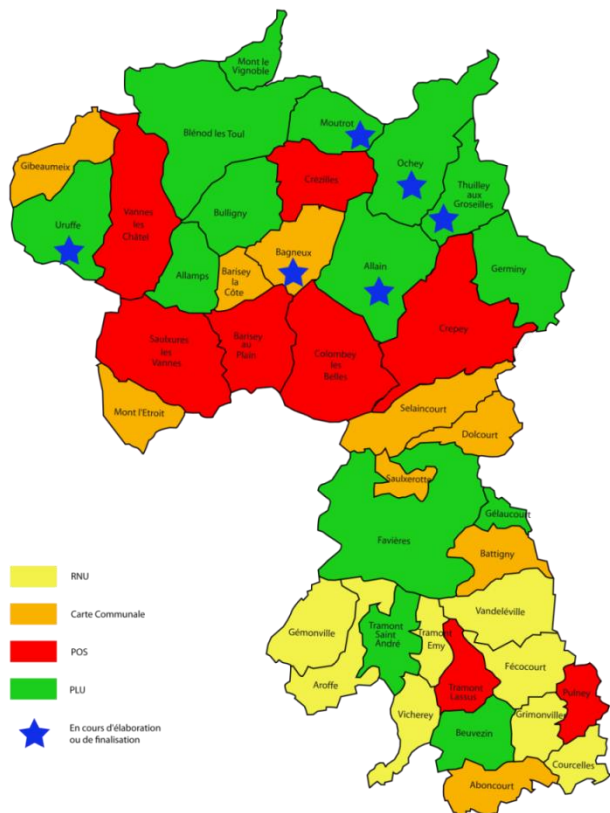 Mont le
Vignoble
Blénod les Toul
Moutrot
Ochey
Gibeaumeix
Crézilles
Thuilley
aux
Groseilles
Vannes
les
Châtel
Uruffe
Bulligny
Bagneux
Allain
Germiny
Allamps
Barisey
la
Côte
Crepey
Saulxures
les
Vannes
Barisey
au
Plain
Colombey
les
Belles
Mont l'Etroit
Selaincourt
Dolcourt
Saulxerotte
Gélaucourt
Favières
Battigny
RNU
Carte Communale
POS
PLU
En cours d'élaboration
ou de finalisation
Vandeléville
Gémonville
Tramont
Saint
André
Tramont
Emy
Fécocourt
Aroffe
Tramont
Lassus
Pulney
Vicherey
Grimonviller
Beuvezin
Courcelles
Aboncourt